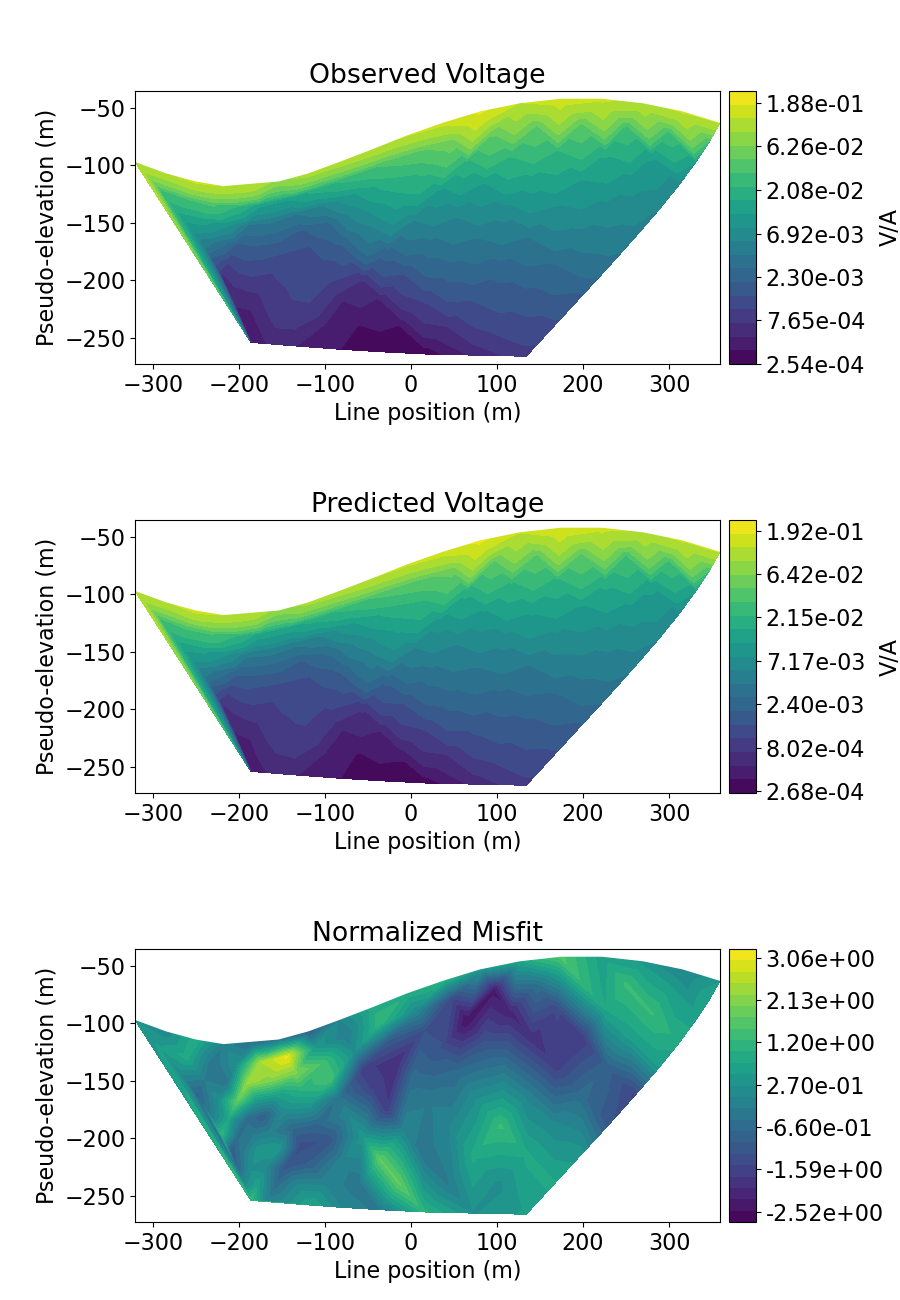 Observed Voltage
−50
−100
−150
−200
−250
Pseudo-elevation (m)
−300 −200 −100 0 100 200 300
Line position (m)
1.88e-01
6.26e-02
2.08e-02
6.92e-03
2.30e-03
7.65e-04
2.54e-04
V/A
Predicted Voltage
−50
−100
−150
−200
−250
Pseudo-elevation (m)
−300 −200 −100 0 100 200 300
Line position (m)
1.92e-01
6.42e-02
2.15e-02
7.17e-03
2.40e-03
8.02e-04
2.68e-04
V/A
Normalized Misfit
−50
−100
−150
−200
−250
Pseudo-elevation (m)
−300 −200 −100 0 100 200 300
Line position (m)
3.06e+00
2.13e+00
1.20e+00
2.70e-01
-6.60e-01
-1.59e+00
-2.52e+00